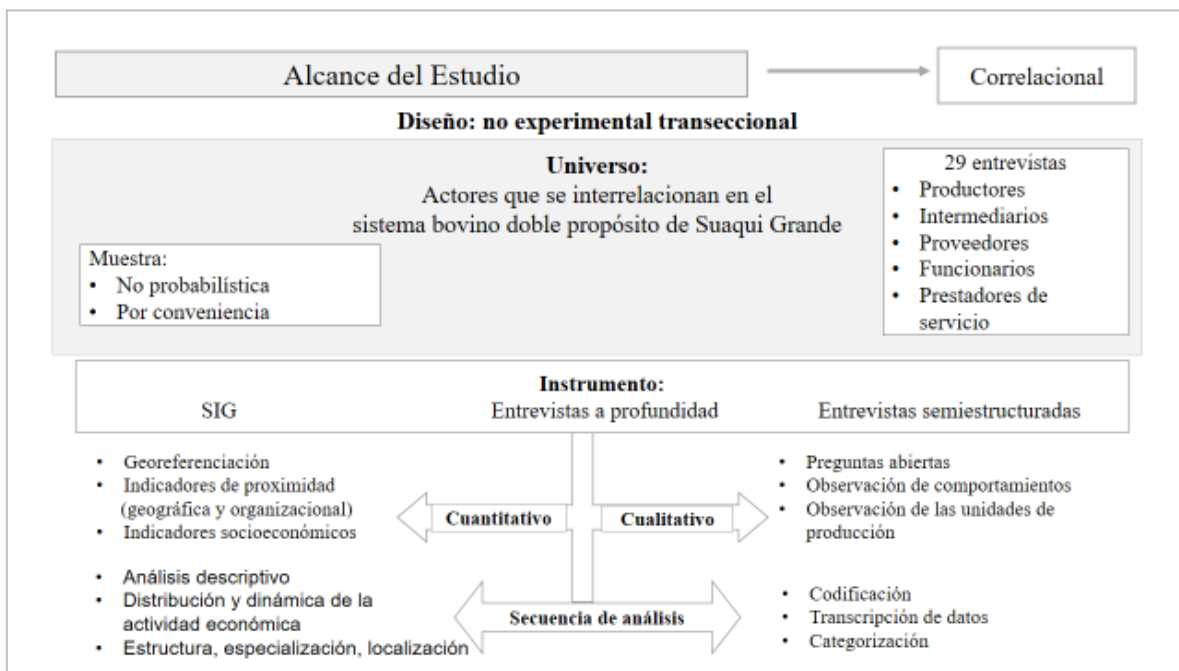 Alcance del Estudio
Correlacional
Diseño: no experimental transeccional
Universo:
Actores que se interrelacionan en el
sistema bovino doble propósito de Suaqui Grande
29 entrevistas
• Productores
• Intermediarios
• Proveedores
• Funcionarios
• Prestadores de
servicio
Muestra:
• No probabilística
• Por conveniencia
Instrumento:
SIG
Entrevistas a profundidad
Entrevistas semiestructuradas
• Georeferenciación
• Indicadores de proximidad
(geográfica y organizacional)
• Indicadores socioeconómicos
Cuantitativo
Cualitativo
• Preguntas abiertas
• Observación de comportamientos
• Observación de las unidades de
producción
• Análisis descriptivo
• Distribución y dinámica de la
actividad económica
• Estructura, especialización, localización
Secuencia de análisis
• Codificación
• Transcripción de datos
• Categorización